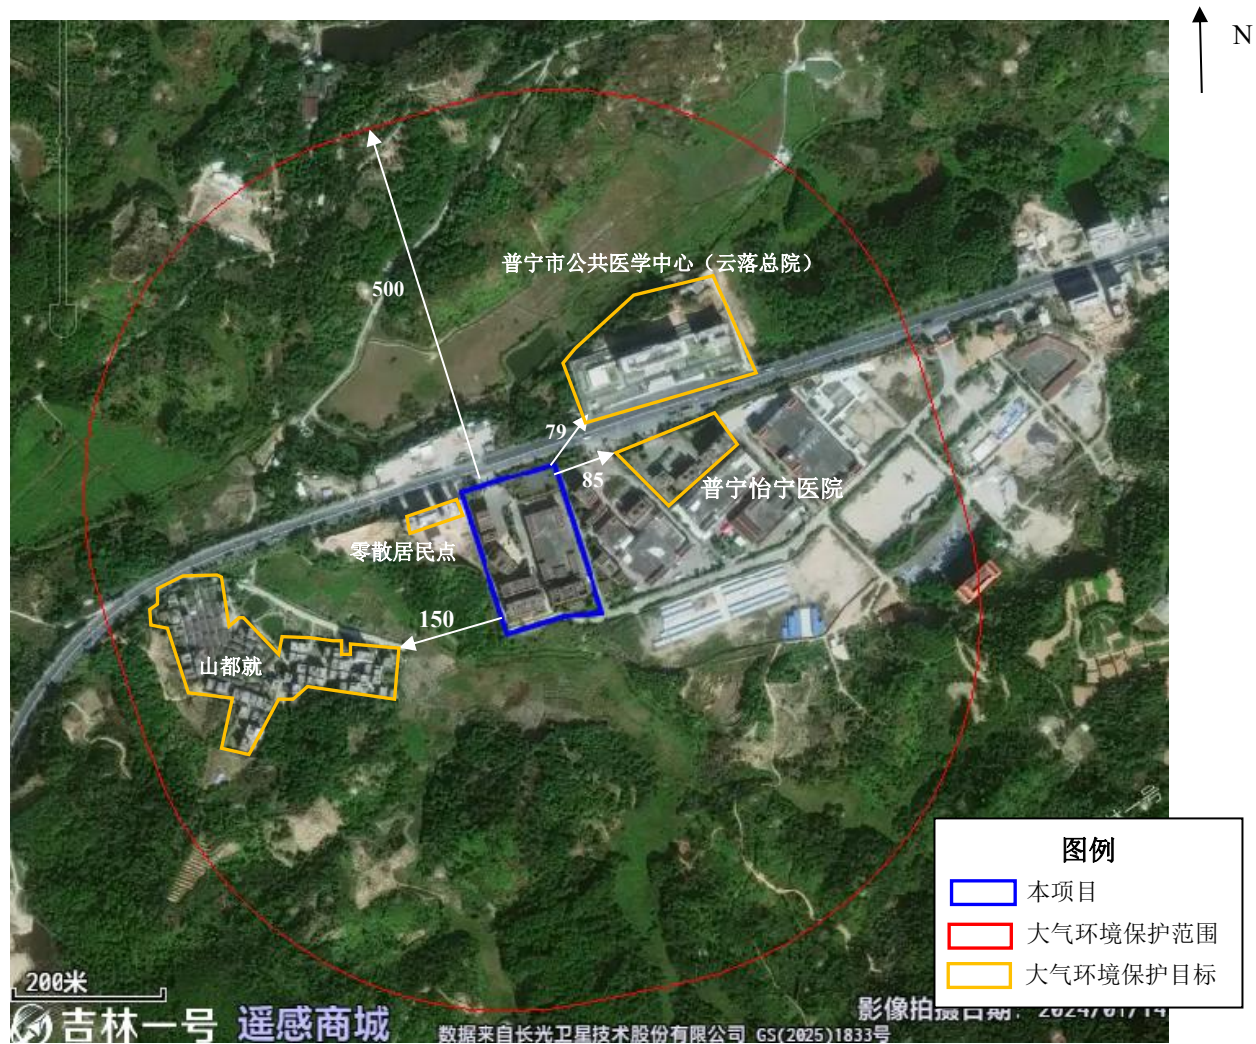 N
普宁市公共医学中心（云落总院）
500
79
85
普宁怡宁医院
零散居民点
150
山都就
图例
本项目
大气环境保护范围
大气环境保护目标
200米
吉林一号 遥感商城
影像拍摄日期: 2024/01/14
数据来自长光卫星技术股份有限公司 GS(2025)1833号